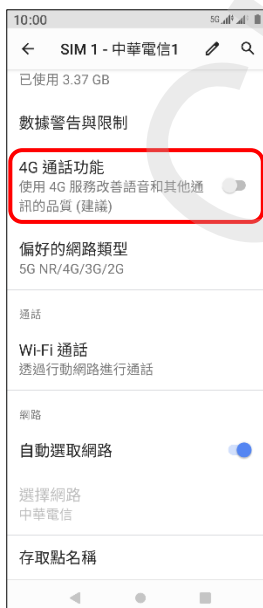 10:00 5G
SIM 1 - 中華電信1
已使用 3.37 GB
數據警告與限制
4G 通話功能
使用 4G 服務改善語音和其他通
訊的品質 (建議)
偏好的網路類型
5G NR/4G/3G/2G
通話
Wi-Fi 通話
透過行動網路進行通話
網路
自動選取網路
選擇網路
中華電信
存取點名稱